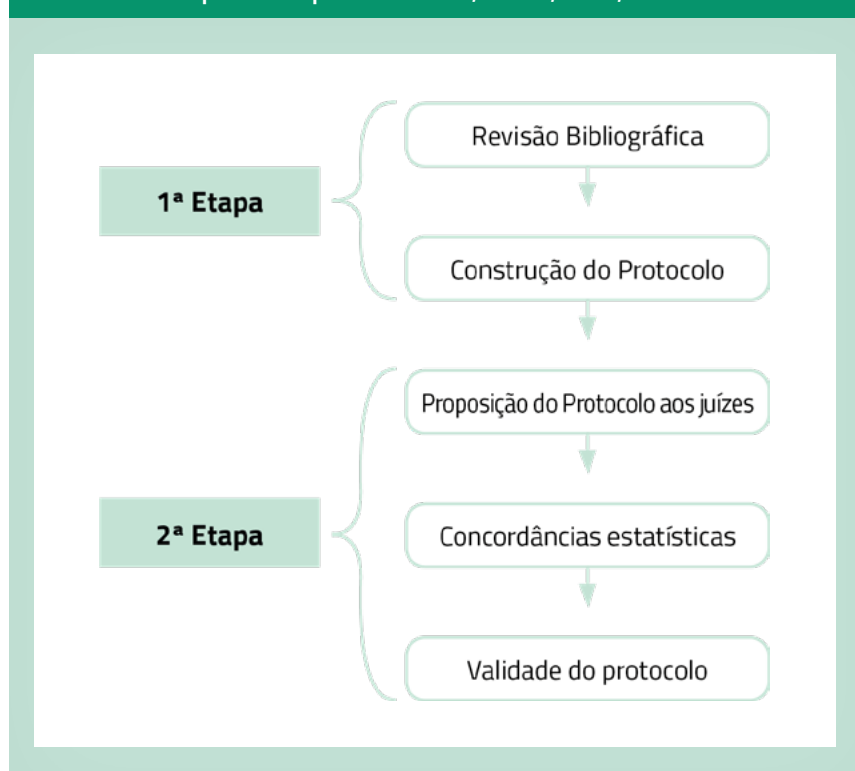 1ª Etapa
Revisão Bibliográfica
Construção do Protocolo
2ª Etapa
Proposição do Protocolo aos juízes
Concordâncias estatísticas
Validade do protocolo